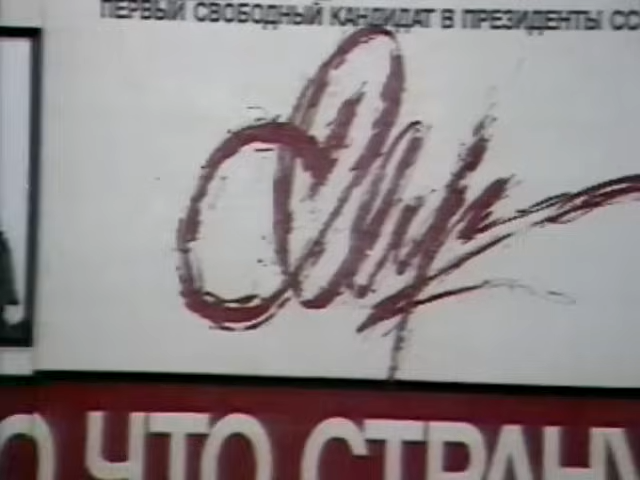 ПЕРВЫЙ СВОБОДНЫЙ КАНДИДАТ В ПРЕЗИДЕНТЫ СС
О ЧТО СТРАН